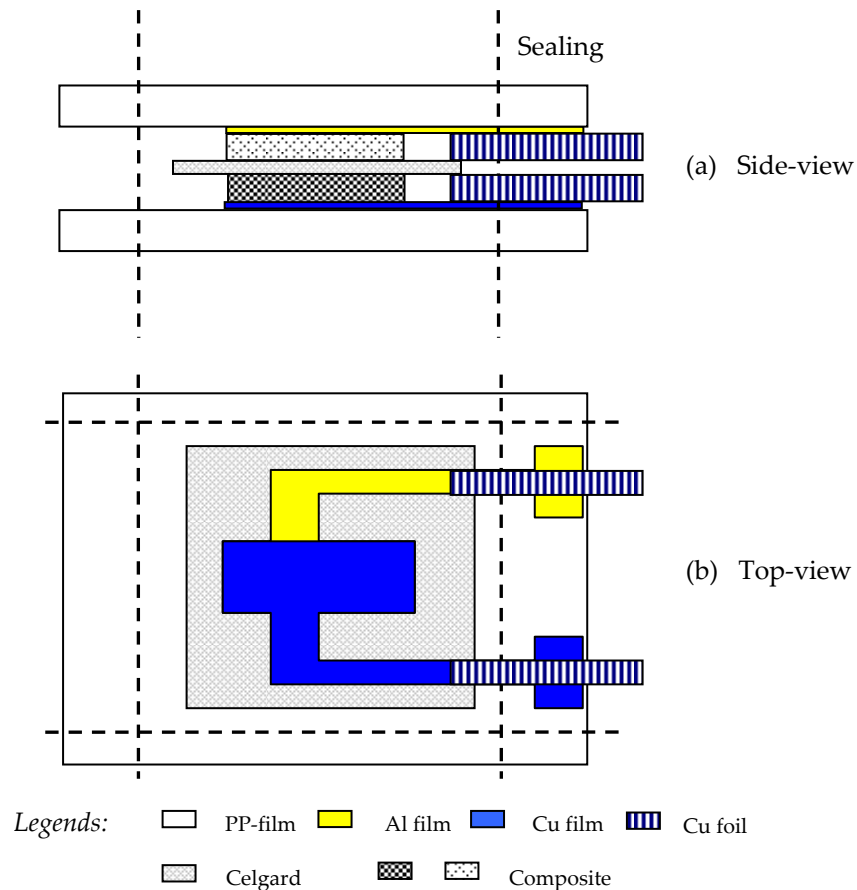 Sealing
(a) Side-view
(b) Top-view
Legends: PP-film Al film Cu film Cu foil
Celgard Composite